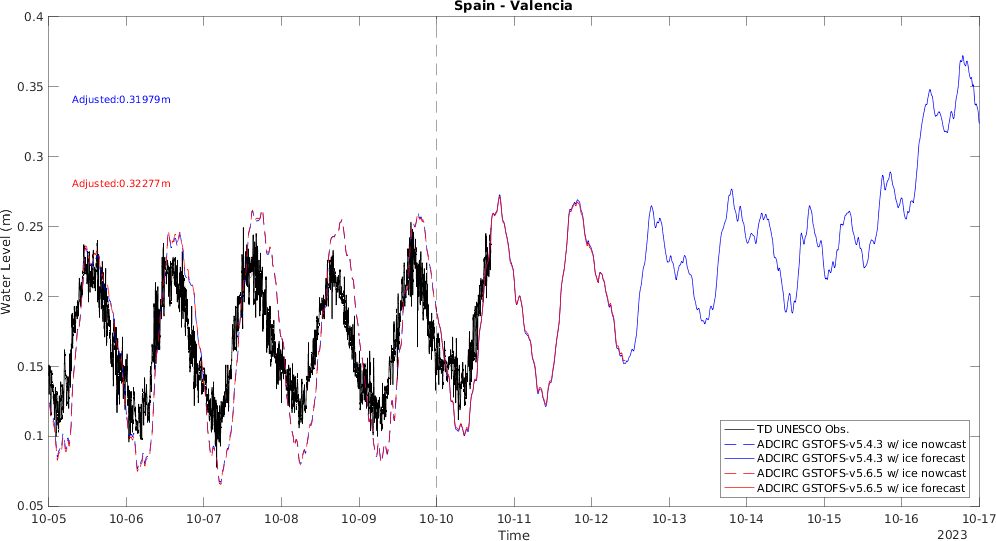 Spain - Valencia
0.4
0.35
0.3
0.25
0.2
0.15
0.1
0.05
Water Level (m)
Adjusted:0.31979m
Adjusted:0.32277m
TD UNESCO Obs.
ADCIRC GSTOFS-v5.4.3 w/ ice nowcast
ADCIRC GSTOFS-v5.4.3 w/ ice forecast
ADCIRC GSTOFS-v5.6.5 w/ ice nowcast
ADCIRC GSTOFS-v5.6.5 w/ ice forecast
10-05 10-06 10-07 10-08 10-09 10-10 10-11 10-12 10-13 10-14 10-15 10-16 10-17
Time
2023